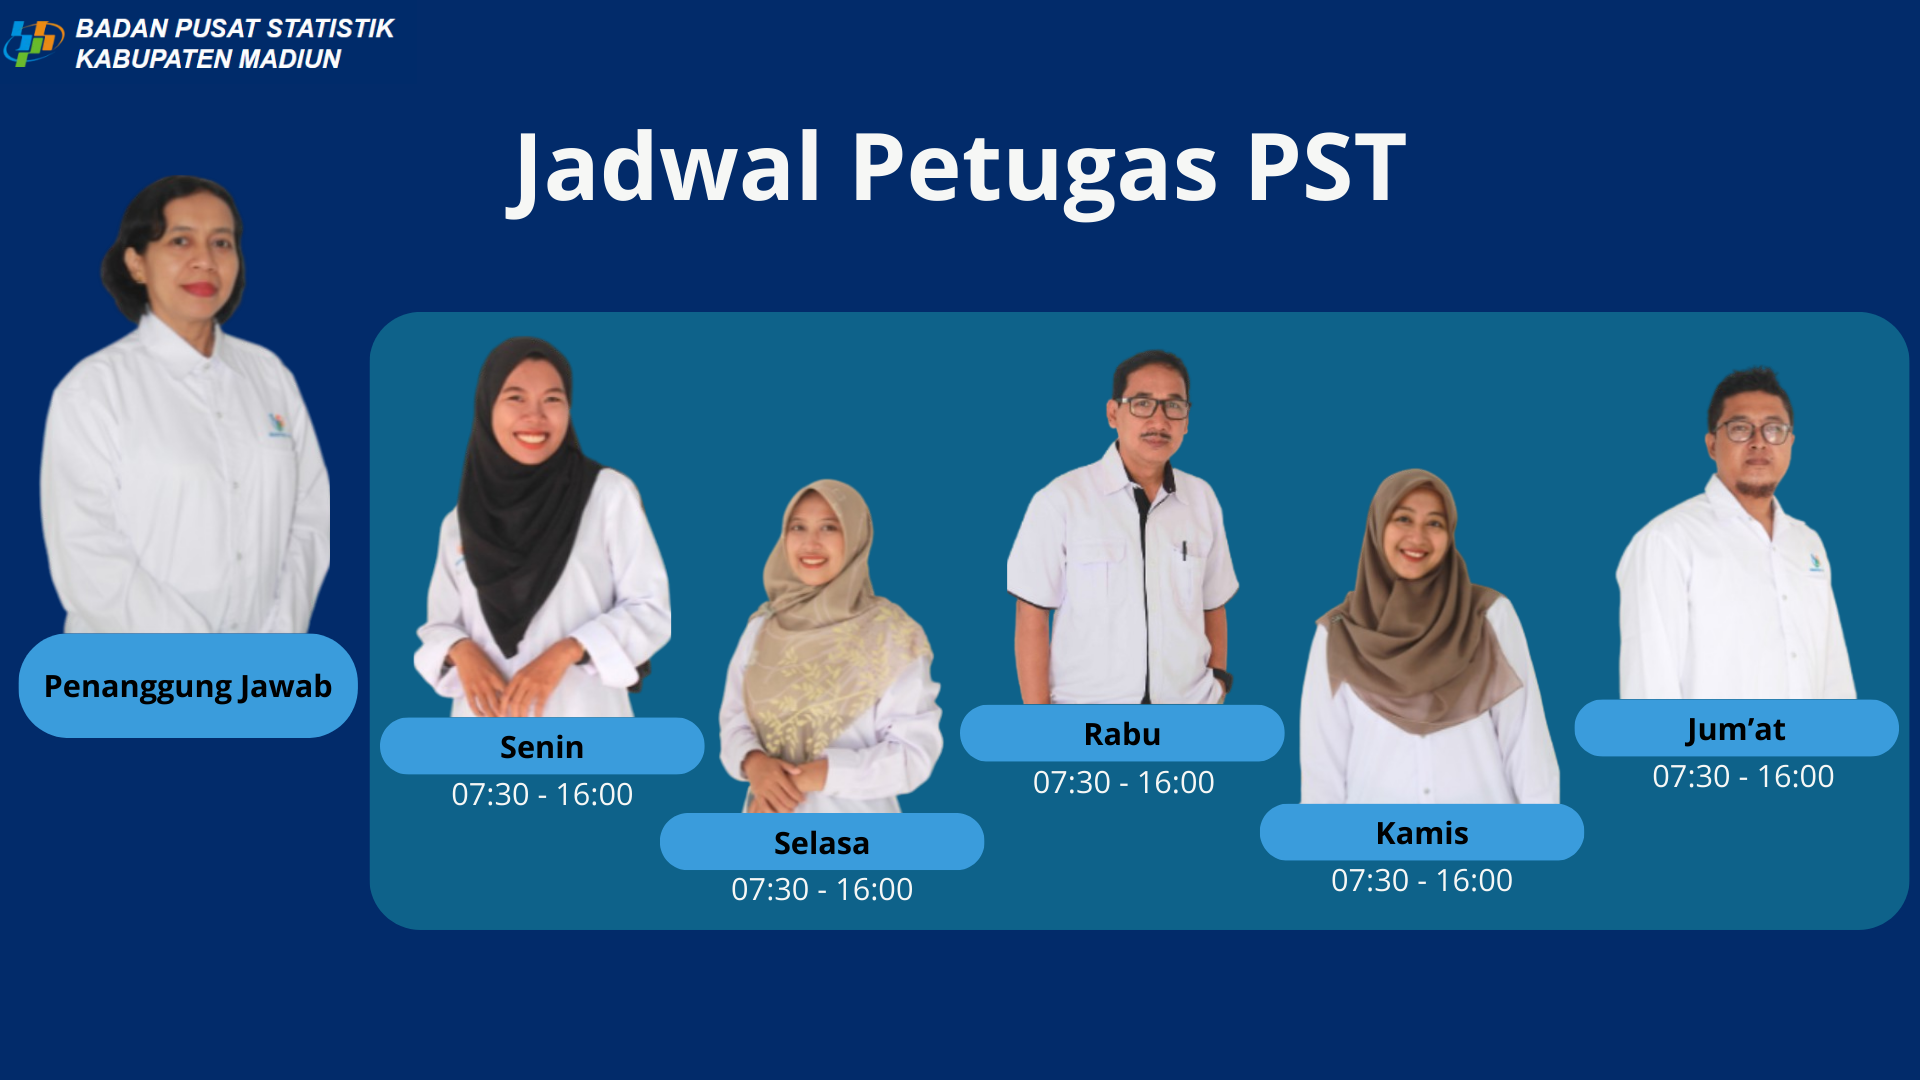 BADAN PUSAT STATISTIK
KABUPATEN MADIUN
Jadwal Petugas PST
Penanggung Jawab
Senin
07:30 - 16:00
Selasa
07:30 - 16:00
Rabu
07:30 - 16:00
Kamis
07:30 - 16:00
Jum’at
07:30 - 16:00